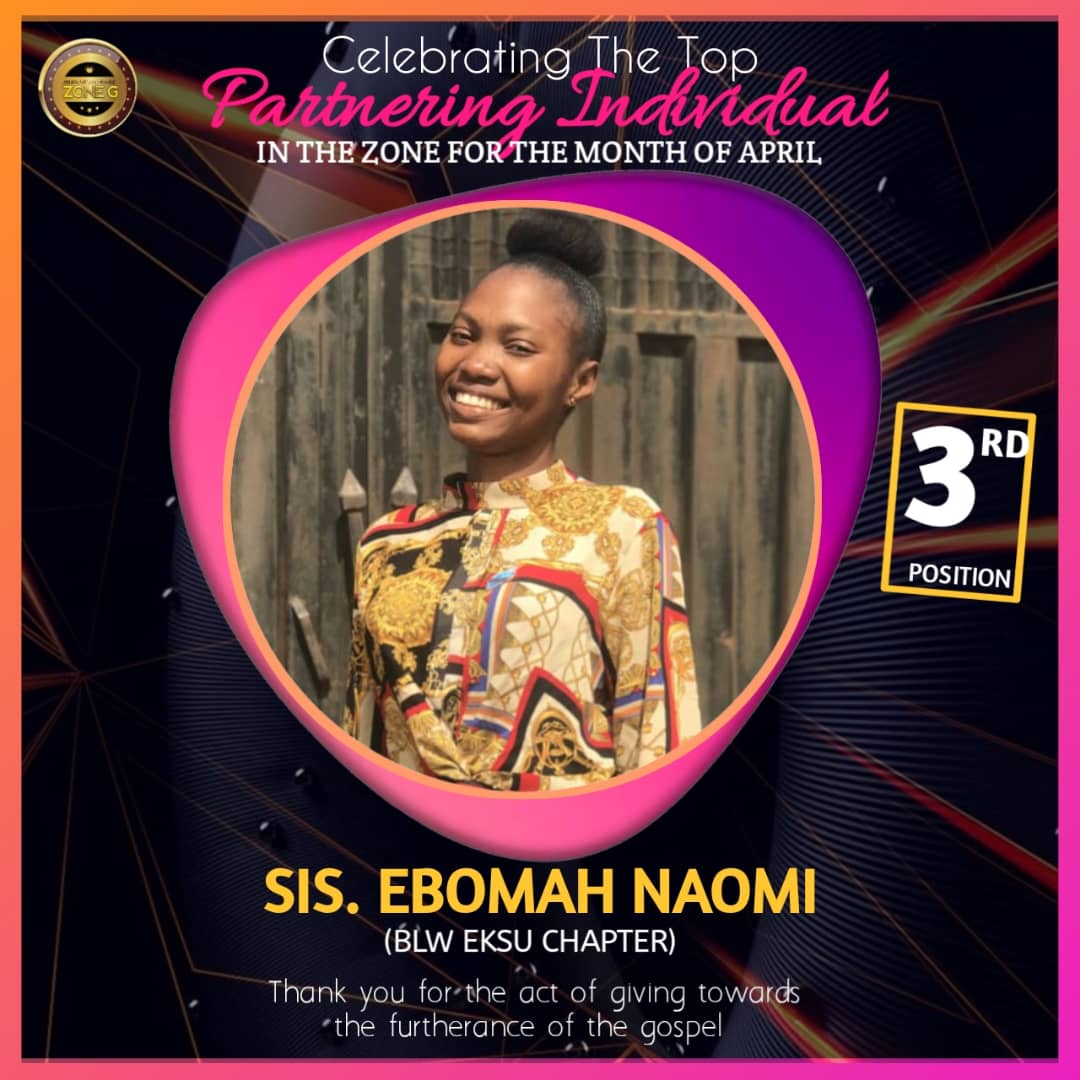 ZONE G
Celebrating The Top
Partnering Individual
IN THE ZONE FOR THE MONTH OF APRIL
3RD
POSITION
SIS. EBOMAH NAOMI
(BLW EKSU CHAPTER)
Thank you for the act of giving towards
the furtherance of the gospel